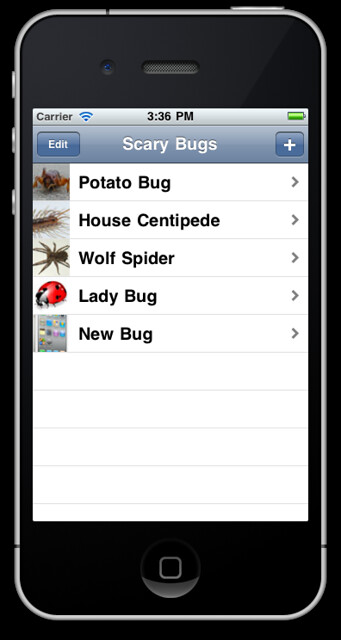 Carrier 3:36 PM
Edit Scary Bugs +
Potato Bug
House Centipede
Wolf Spider
Lady Bug
New Bug